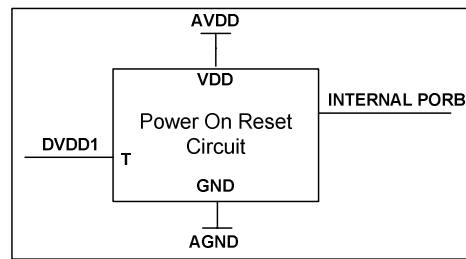 AVDD
VDD
INTERNAL PORB
Power On Reset
Circuit
DVDD1
T
GND
AGND